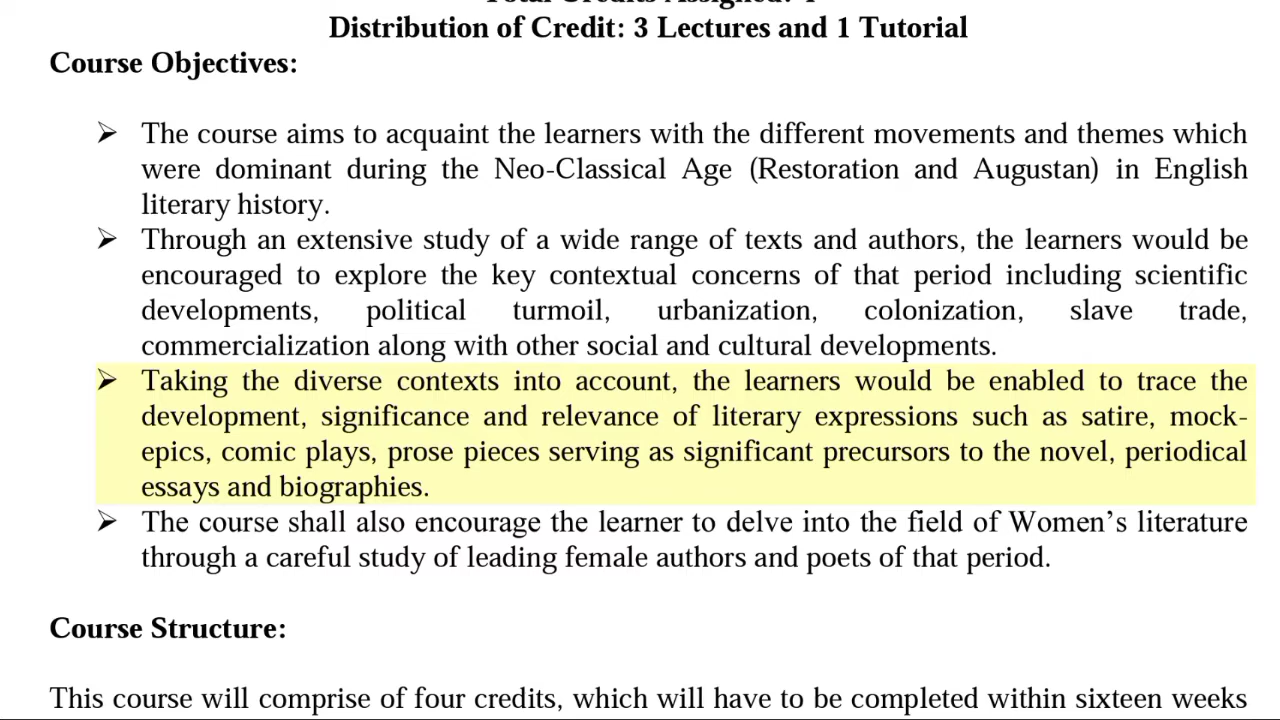 Distribution of Credit: 3 Lectures and 1 Tutorial
Course Objectives:
➢ The course aims to acquaint the learners with the different movements and themes which
were dominant during the Neo-Classical Age (Restoration and Augustan) in English
literary history.
➢ Through an extensive study of a wide range of texts and authors, the learners would be
encouraged to explore the key contextual concerns of that period including scientific
developments, political turmoil, urbanization, colonization, slave trade,
commercialization along with other social and cultural developments.
➢ Taking the diverse contexts into account, the learners would be enabled to trace the
development, significance and relevance of literary expressions such as satire, mock-
epics, comic plays, prose pieces serving as significant precursors to the novel, periodical
essays and biographies.
➢ The course shall also encourage the learner to delve into the field of Women’s literature
through a careful study of leading female authors and poets of that period.
Course Structure:
This course will comprise of four credits, which will have to be completed within sixteen weeks